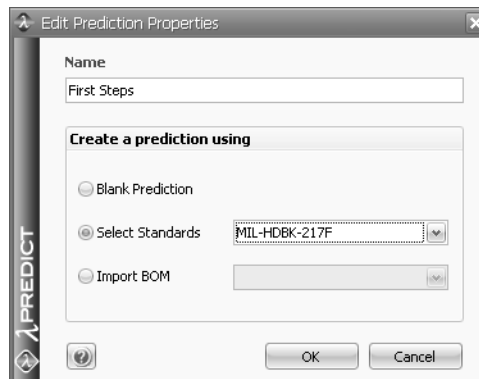 Edit Prediction Properties
Name
First Steps
Create a prediction using
Blank Prediction
Select Standards
MIL-HDBK-217F
Import BOM
λPREDICT
OK
Cancel